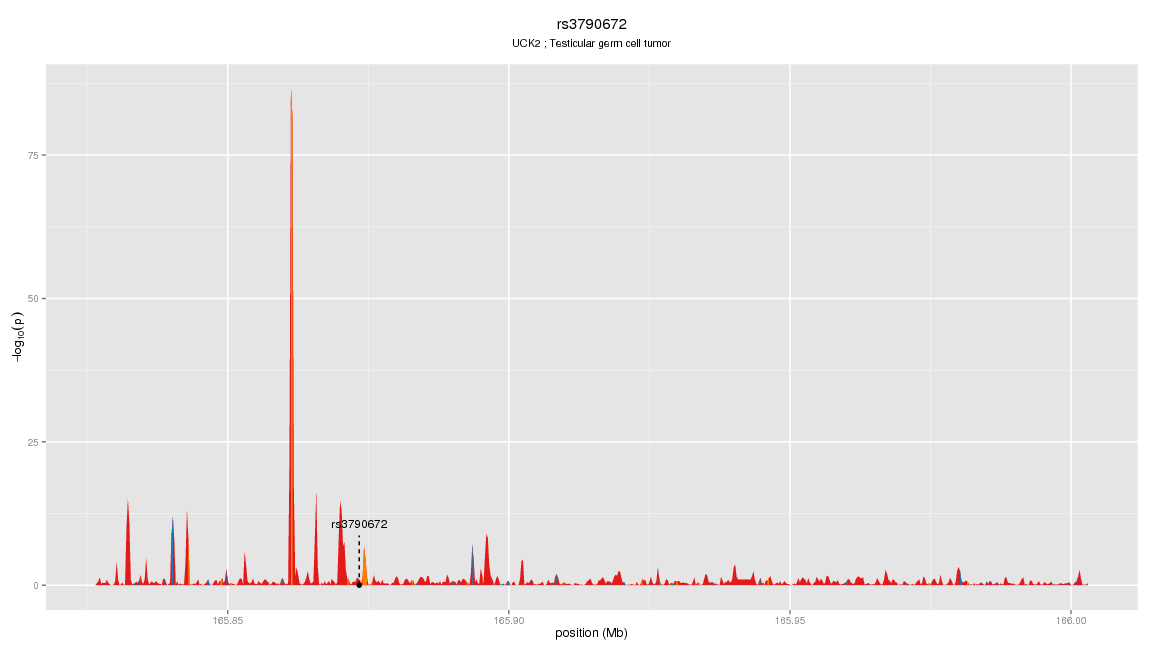 rs3790672
UCK2 ; Testicular germ cell tumor
−log10(p)
75
50
25
0
rs3790672
165.85
165.90
165.95
166.00
position (Mb)